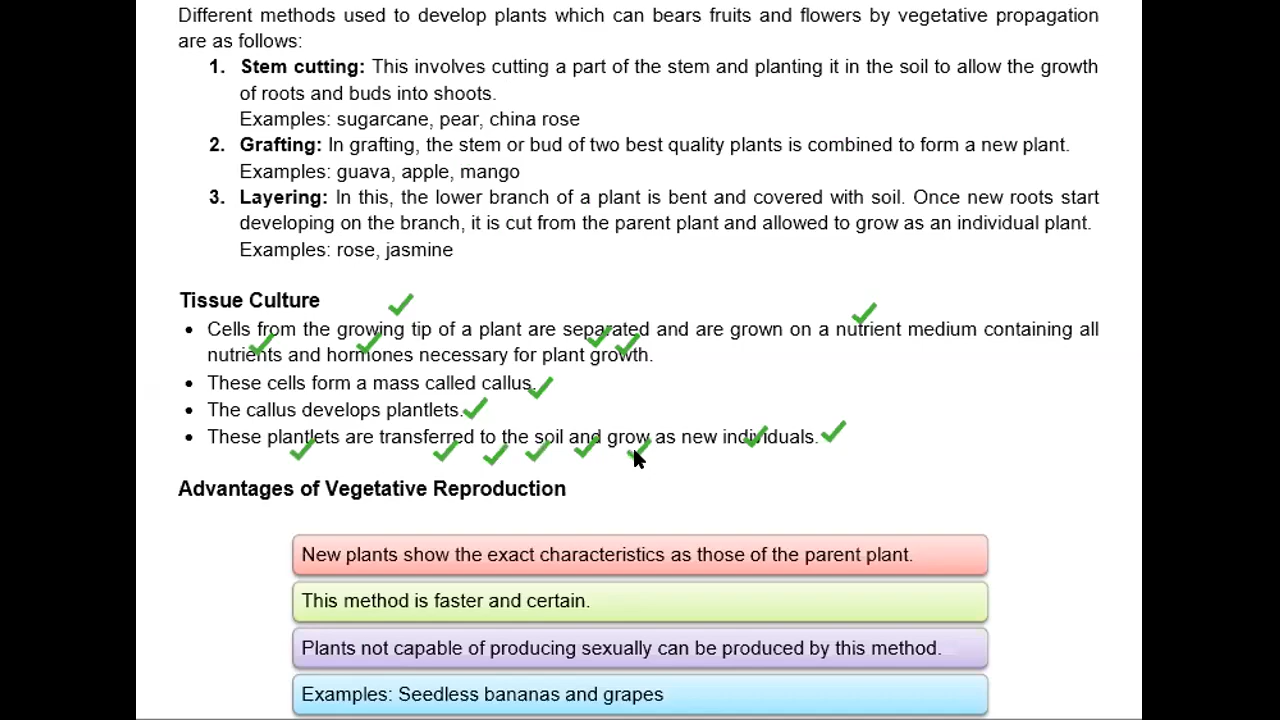 Different methods used to develop plants which can bears fruits and flowers by vegetative propagation
are as follows:
1. Stem cutting: This involves cutting a part of the stem and planting it in the soil to allow the growth
of roots and buds into shoots.
Examples: sugarcane, pear, china rose
2. Grafting: In grafting, the stem or bud of two best quality plants is combined to form a new plant.
Examples: guava, apple, mango
3. Layering: In this, the lower branch of a plant is bent and covered with soil. Once new roots start
developing on the branch, it is cut from the parent plant and allowed to grow as an individual plant.
Examples: rose, jasmine
Tissue Culture
• Cells from the growing tip of a plant are separated and are grown on a nutrient medium containing all
nutrients and hormones necessary for plant growth.
• These cells form a mass called callus.
• The callus develops plantlets.
• These plantlets are transferred to the soil and grow as new individuals.
Advantages of Vegetative Reproduction
New plants show the exact characteristics as those of the parent plant.
This method is faster and certain.
Plants not capable of producing sexually can be produced by this method.
Examples: Seedless bananas and grapes